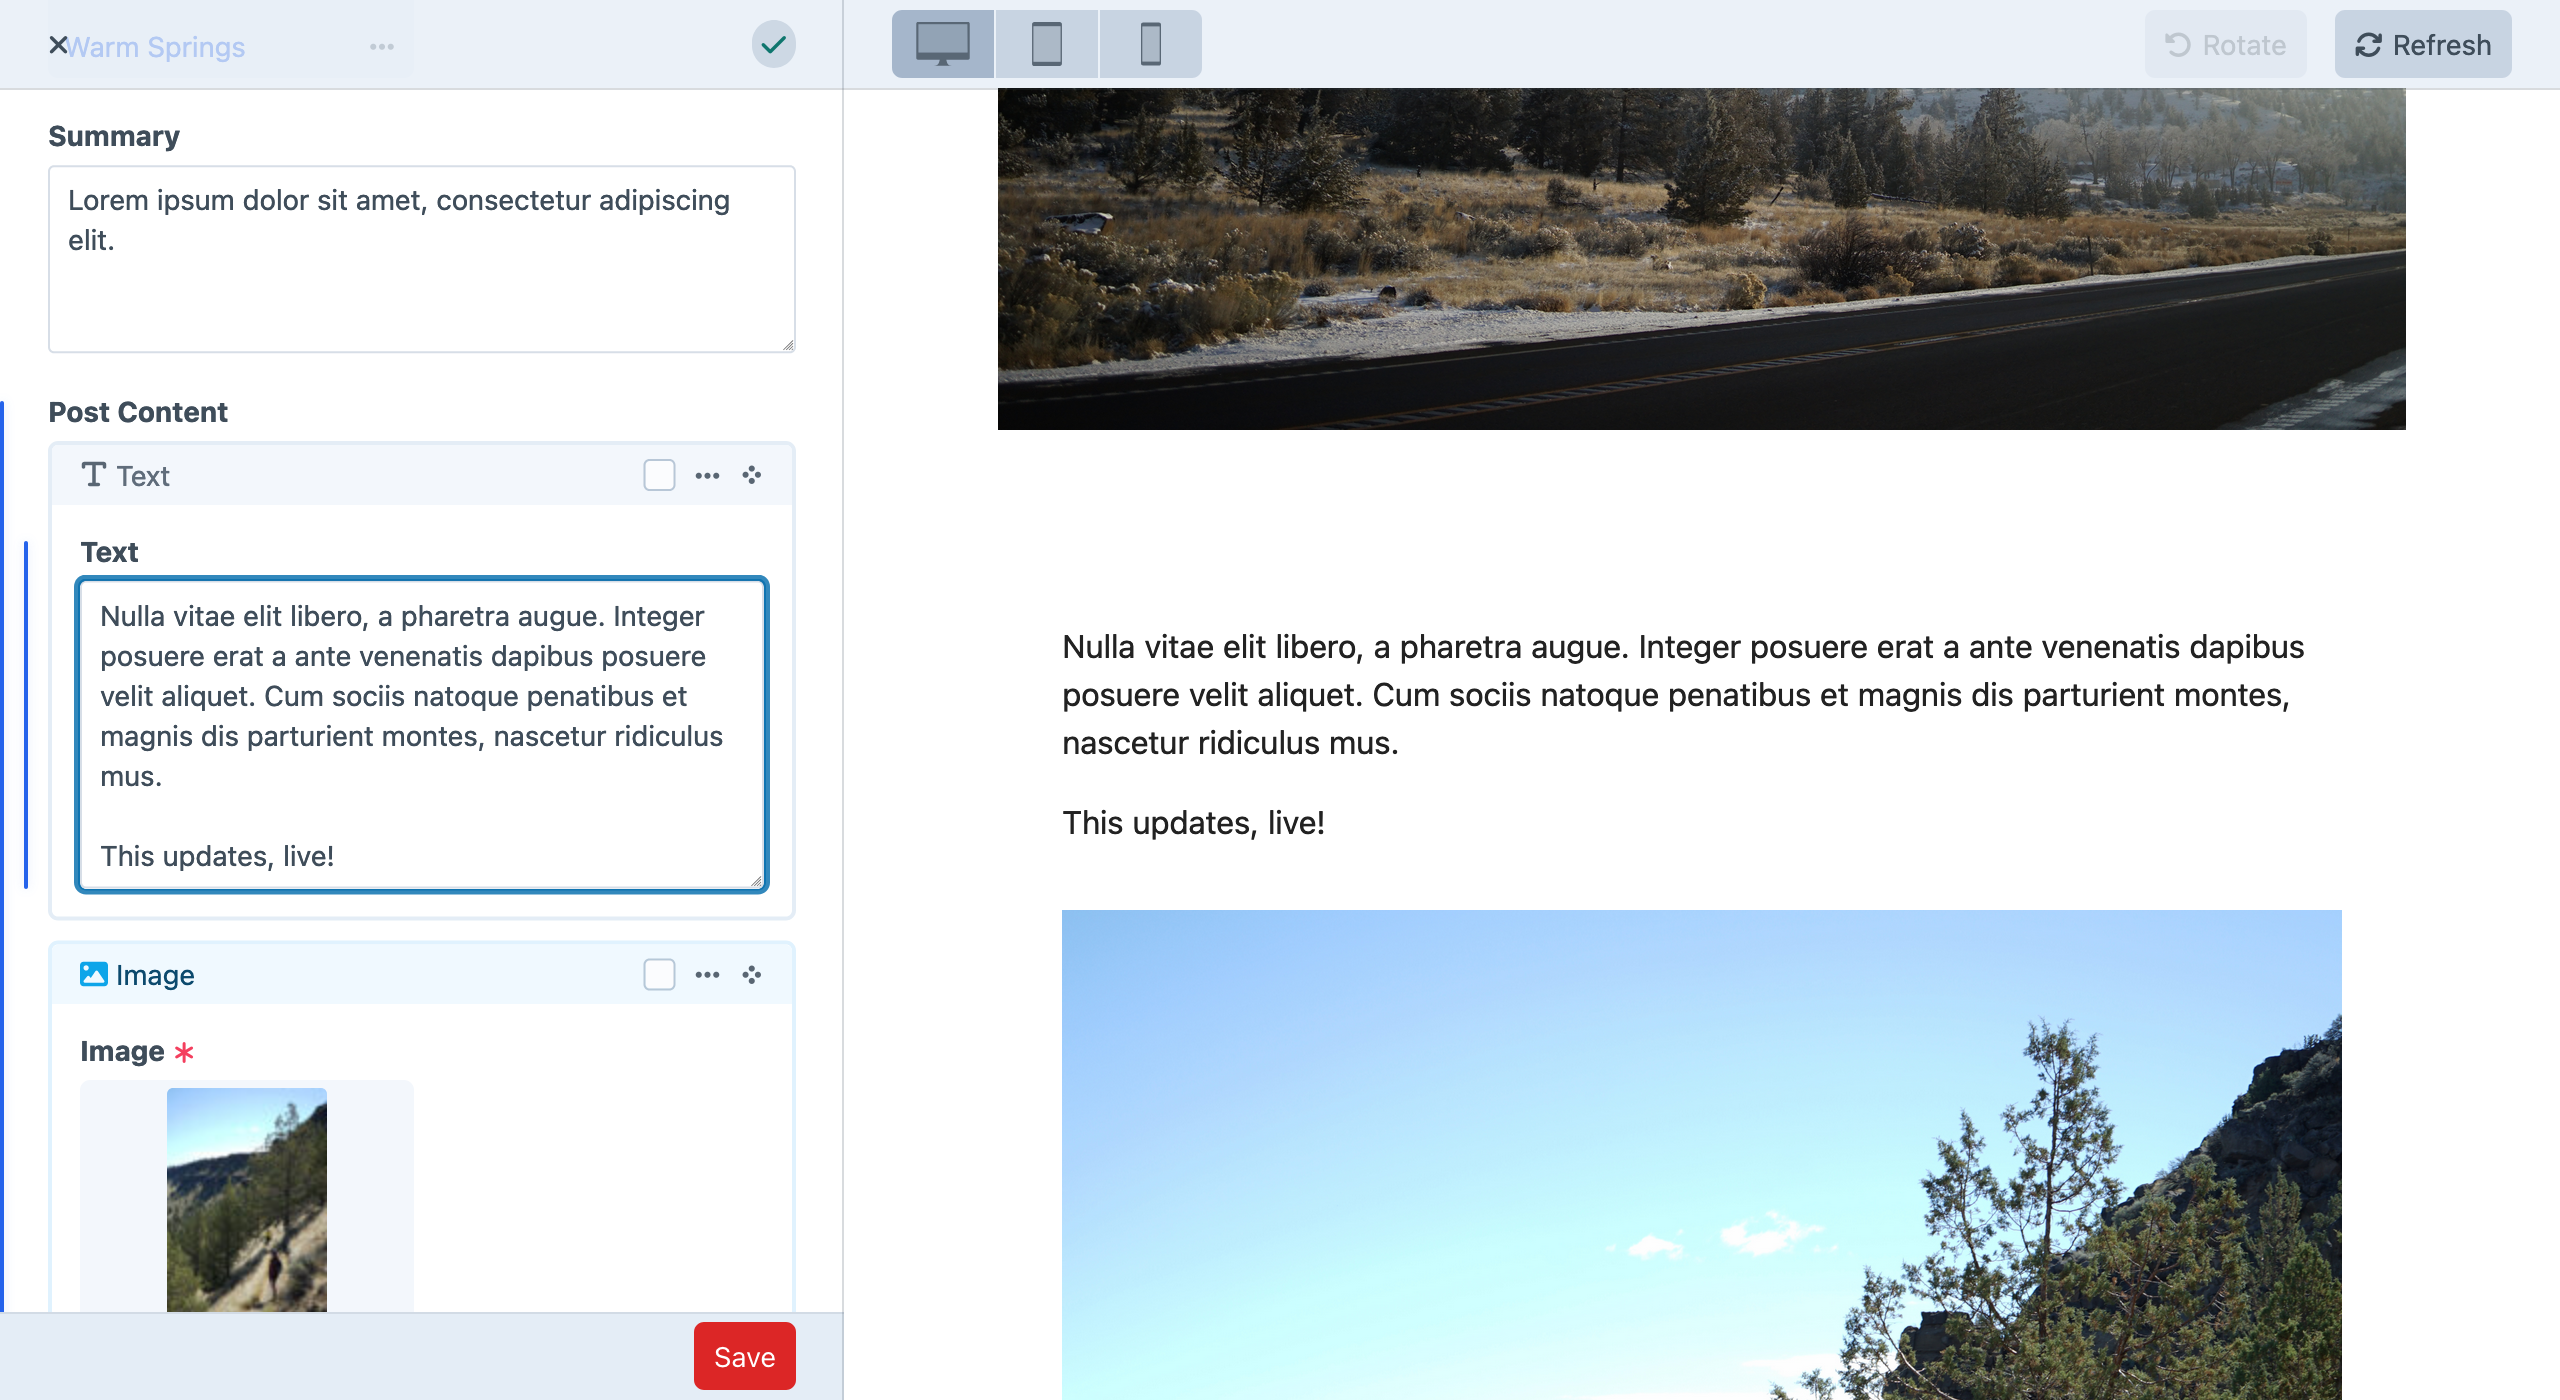 Warm Springs
Rotate
Refresh
Summary
Lorem ipsum dolor sit amet, consectetur adipiscing
elit.
Post Content
Text
Text
Nulla vitae elit libero, a pharetra augue. Integer
posuere erat a ante venenatis dapibus posuere
velit aliquet. Cum sociis natoque penatibus et
magnis dis parturient montes, nascetur ridiculus
mus.
This updates, live!
Image
Image *
Save
Nulla vitae elit libero, a pharetra augue. Integer posuere erat a ante venenatis dapibus
posuere velit aliquet. Cum sociis natoque penatibus et magnis dis parturient montes,
nascetur ridiculus mus.
This updates, live!